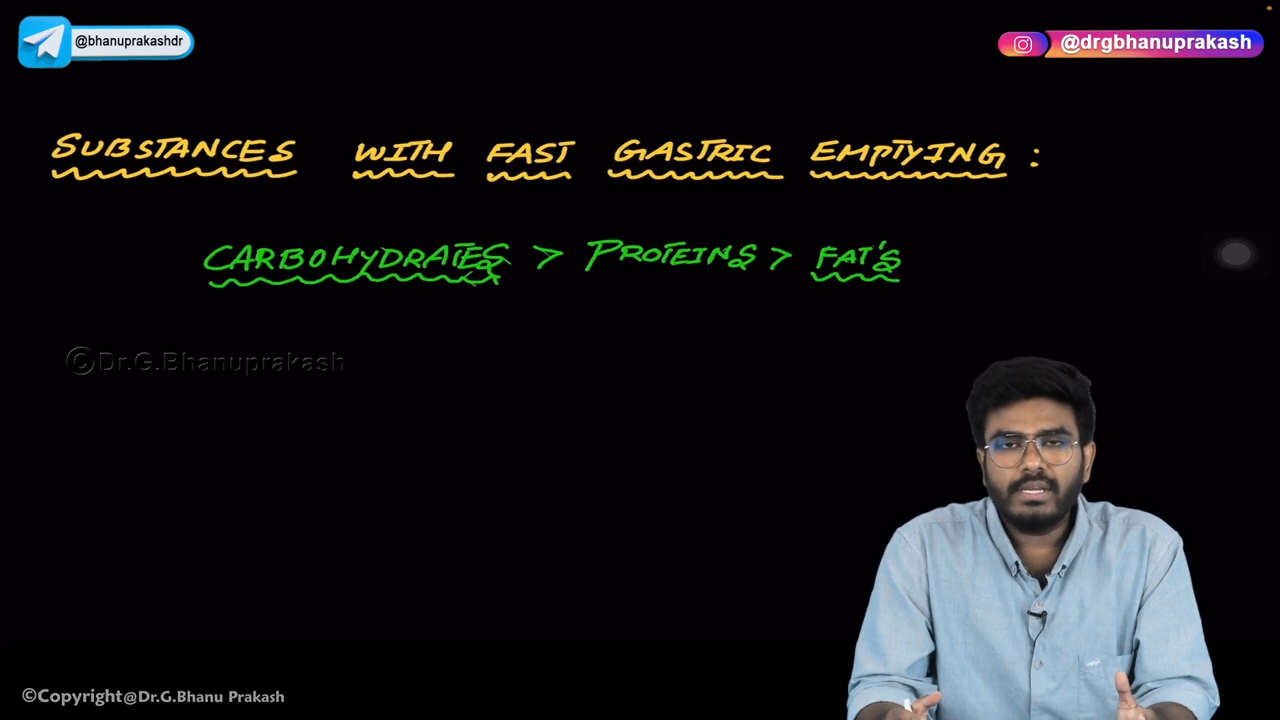 @bhanuprakashdr
@drgbhanuprakash
SUBSTANCES WITH FAST GASTRIC EMPTYING :
CARBOHYDRATES > PROTEINS > FAT'S
©Dr.G.Bhanuprakash
©Copyright@Dr.G.Bhanu Prakash